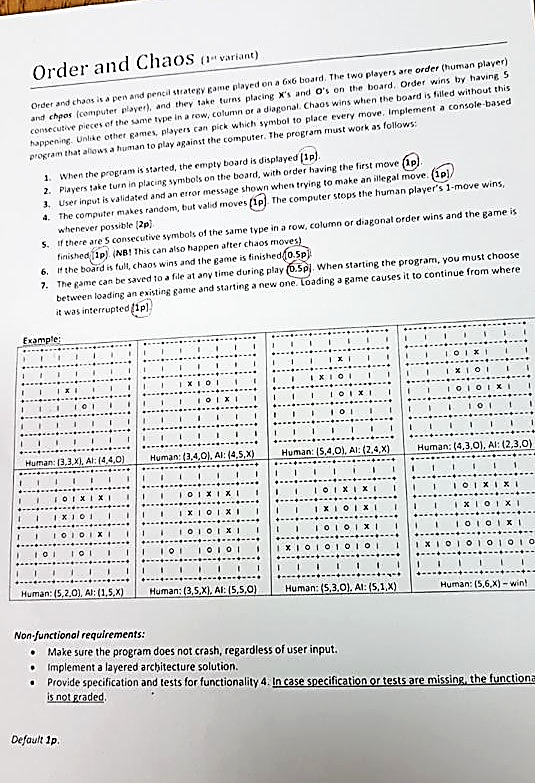 Order and Chaos (1st variant)
Order and chaos is a pen and pencil strategy game played on a 6x6 board. The two players are order (human player)
and chaos (computer player), and they take turns placing X's and O's on the board. Order wins by having 5
consecutive pieces of the same type in a row, column or a diagonal. Chaos wins when the board is filled without this
happening. Unlike other games, players can pick which symbol to place every move. Implement a console-based
program that allows a human to play against the computer. The program must work as follows:
1. When the program is started, the empty board is displayed [1p].
2. Players take turn in placing symbols on the board, with order having the first move [1p].
3. User input is validated and an error message shown when trying to make an illegal move. [1p]
4. The computer makes random, but valid moves [1p]. The computer stops the human player's 1-move wins,
whenever possible [2p].
5. If there are 5 consecutive symbols of the same type in a row, column or diagonal order wins and the game is
finished [1p]. (NB! This can also happen after chaos moves)
6. If the board is full, chaos wins and the game is finished [0.5p].
7. The game can be saved to a file at any time during play [0.5p]. When starting the program, you must choose
between loading an existing game and starting a new one. Loading a game causes it to continue from where
it was interrupted [1p].
Example:
X
O
Human: (3,3,X), AI: (4,4,O)
X O
O X
Human: (3,4,O), AI: (4,5,X)
X
X O
O X
O
Human: (5,4,O), AI: (2,4,X)
O X
X O
O O X
O
Human: (4,3,O), AI: (2,3,O)
O X X
X O
O O X
O O
Human: (5,2,O), AI: (1,5,X)
O X X
X O X
O O X
O O O
Human: (3,5,X), AI: (5,5,O)
O X X
X O X
O O X
X O O O O
Human: (5,3,O), AI: (5,1,X)
O X X
X O X
O O X
X O O O O O
Human: (5,6,X) – win!
Non-functional requirements:
• Make sure the program does not crash, regardless of user input.
• Implement a layered architecture solution.
• Provide specification and tests for functionality 4. In case specification or tests are missing, the functiona
is not graded.
Default 1p.